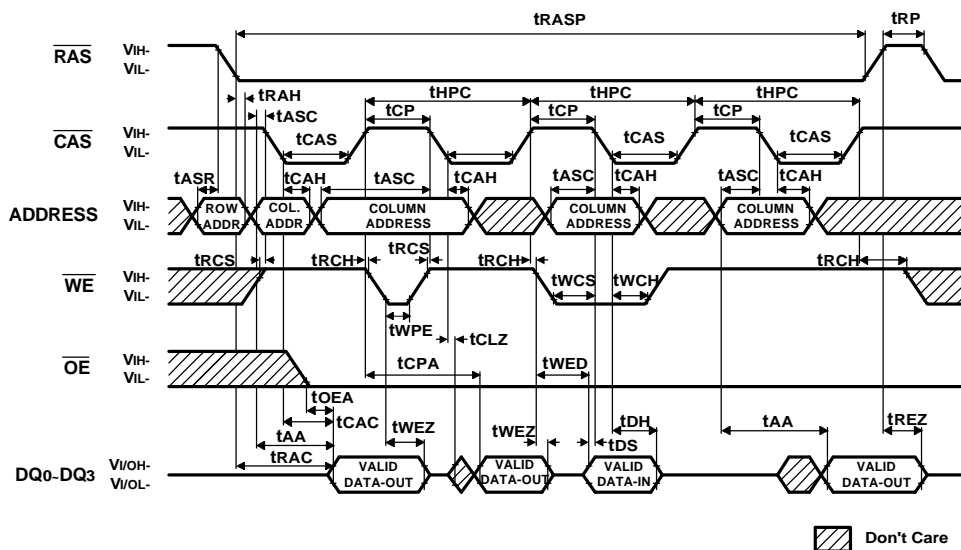 tRASP tRP
RAS VIH-
VIL-
tRAH tHPC tHPC tHPC
tASC tCP tCP tCP
CAS VIH-
VIL-
tCAS tCAS tCAS
tASR tCAH tASC tCAH tASC tCAH tASC tCAH
ADDRESS VIH-
VIL-
ROW ADDR COL. ADDR. COLUMN ADDRESS COLUMN ADDRESS COLUMN ADDRESS
tRCS tRCH tRCS tRCH tRCH
WE VIH-
VIL-
tWCS tWCH
tWPE tCLZ
OE VIH-
VIL-
tCPA tWED
tOEA
tCAC
tWEZ tWEZ tDH tREZ
tAA tDS tAA
tRAC
DQ0~DQ3 VI/OH-
VI/OL-
VALID DATA-OUT VALID DATA-OUT VALID DATA-IN VALID DATA-OUT
Don't Care